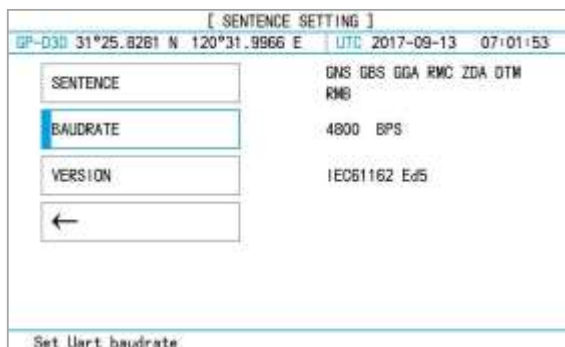 [ SENTENCE SETTING ]
GP-D3D 31°25.8281 N 120°31.9966 E UTC 2017-09-13 07:01:53
SENTENCE GNS GBS GGA RMC ZDA DTM
RMB
BAUDRATE 4800 BPS
VERSION IEC61162 Ed5
←
Set Uart baudrate